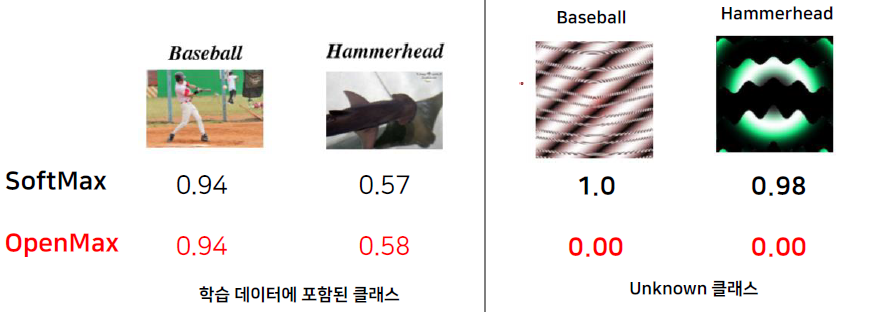 Baseball
Hammerhead
SoftMax
0.94
0.57
OpenMax
0.94
0.58
학습 데이터에 포함된 클래스
Baseball
Hammerhead
1.0
0.98
0.00
0.00
Unknown 클래스